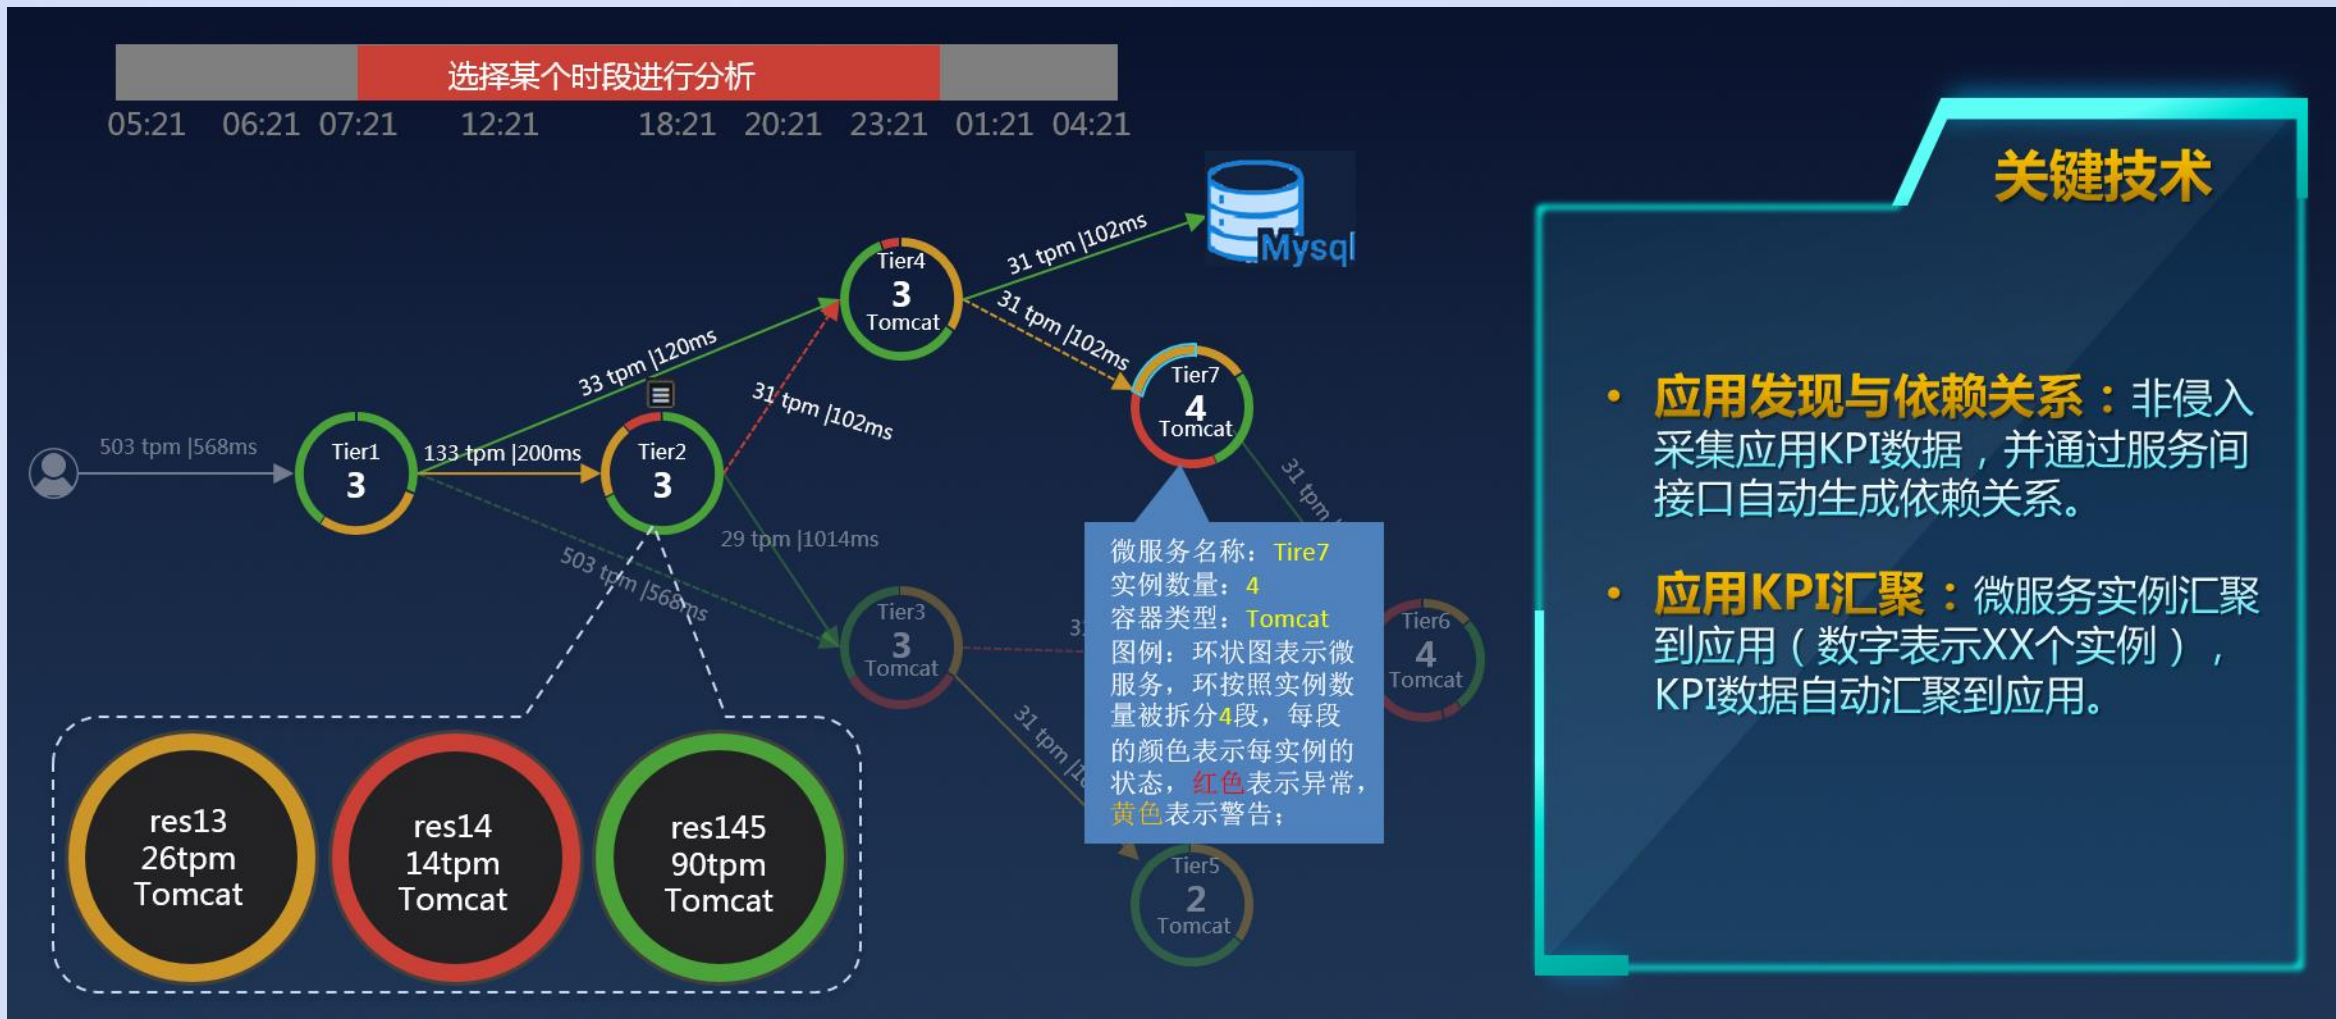 选择某个时段进行分析
05:21 06:21 07:21 12:21 18:21 20:21 23:21 01:21 04:21
关键技术
Mysql
31 tpm |102ms
Tier4
3
Tomcat
31 tpm |102ms
33 tpm |120ms
31 tpm |102ms
Tier7
4
Tomcat
503 tpm |568ms
Tier1
3
133 tpm |200ms
Tier2
3
31 tpm
29 tpm |1014ms
503 tpm |568ms
Tier3
3
Tomcat
Tier6
4
Tomcat
31 tpm
微服务名称：Tire7
实例数量：4
容器类型：Tomcat
图例：环状图表示微
服务，环按照实例数
量被拆分4段，每段
的颜色表示每实例的
状态，红色表示异常，
黄色表示警告；
Tier5
2
Tomcat
res13
26tpm
Tomcat
res14
14tpm
Tomcat
res145
90tpm
Tomcat
• 应用发现与依赖关系：非侵入
采集应用KPI数据，并通过服务间
接口自动生成依赖关系。
• 应用KPI汇聚：微服务实例汇聚
到应用（数字表示XX个实例），
KPI数据自动汇聚到应用。